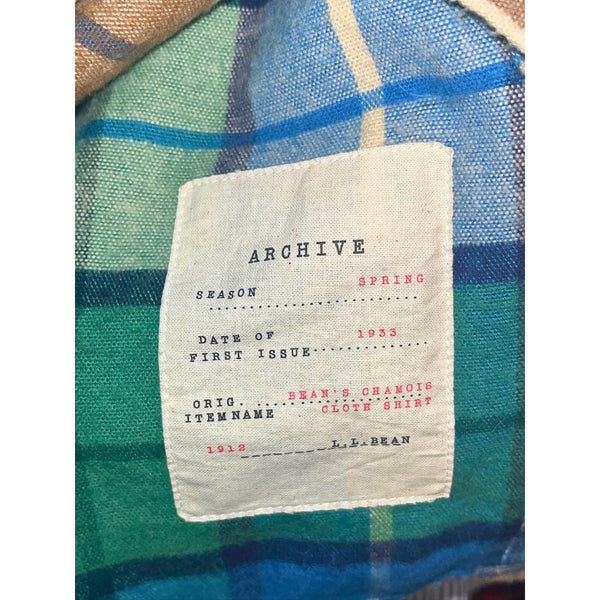 ARCHIVE
SEASON SPRING
DATE OF
FIRST ISSUE 1933
ORIG. BEAN'S CHAMOIS
ITEMNAME CLOTH SHIRT
1912 L.L.BEAN